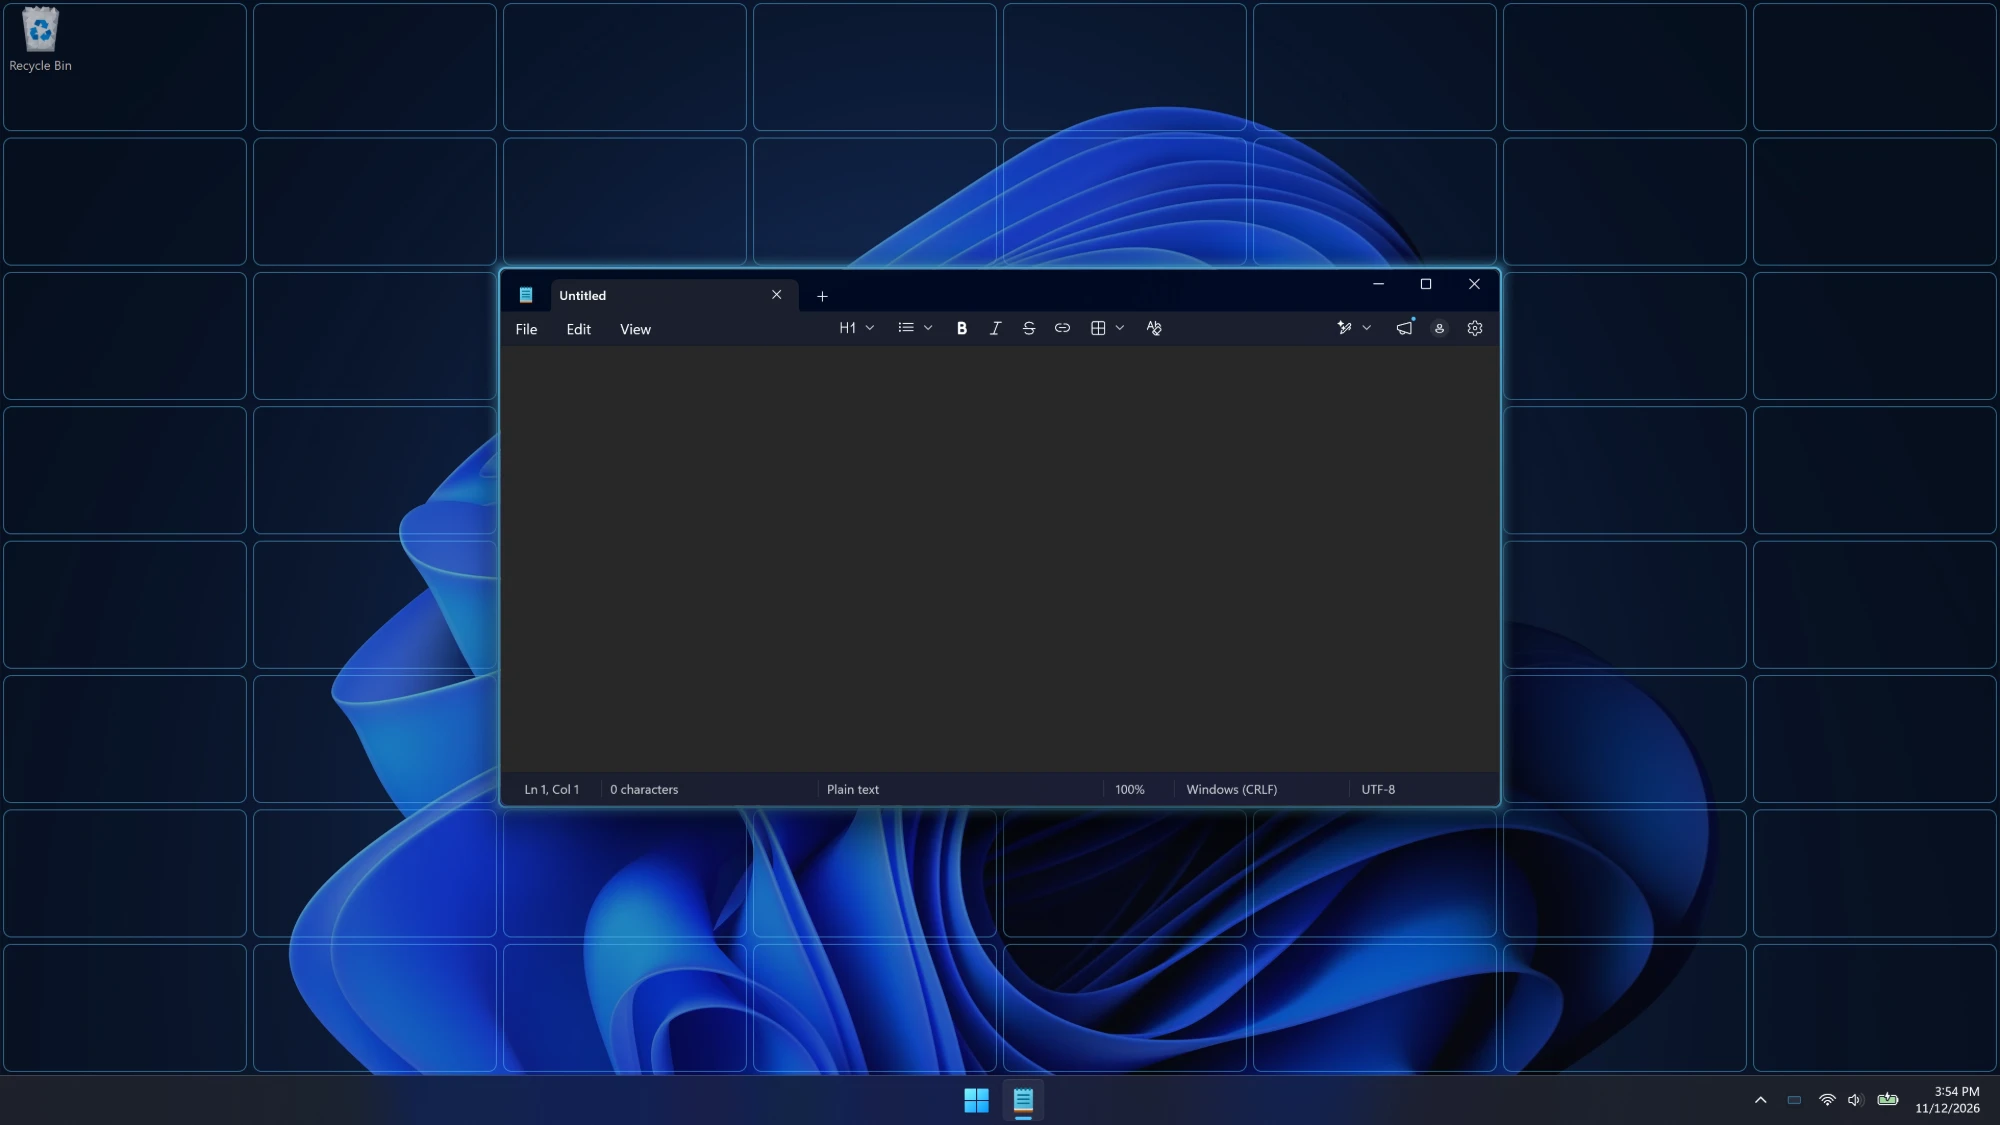 Recycle Bin
Untitled
File Edit View H1 B I S
Ln 1, Col 1 0 characters Plain text 100% Windows (CRLF) UTF-8
3:54 PM
11/12/2026